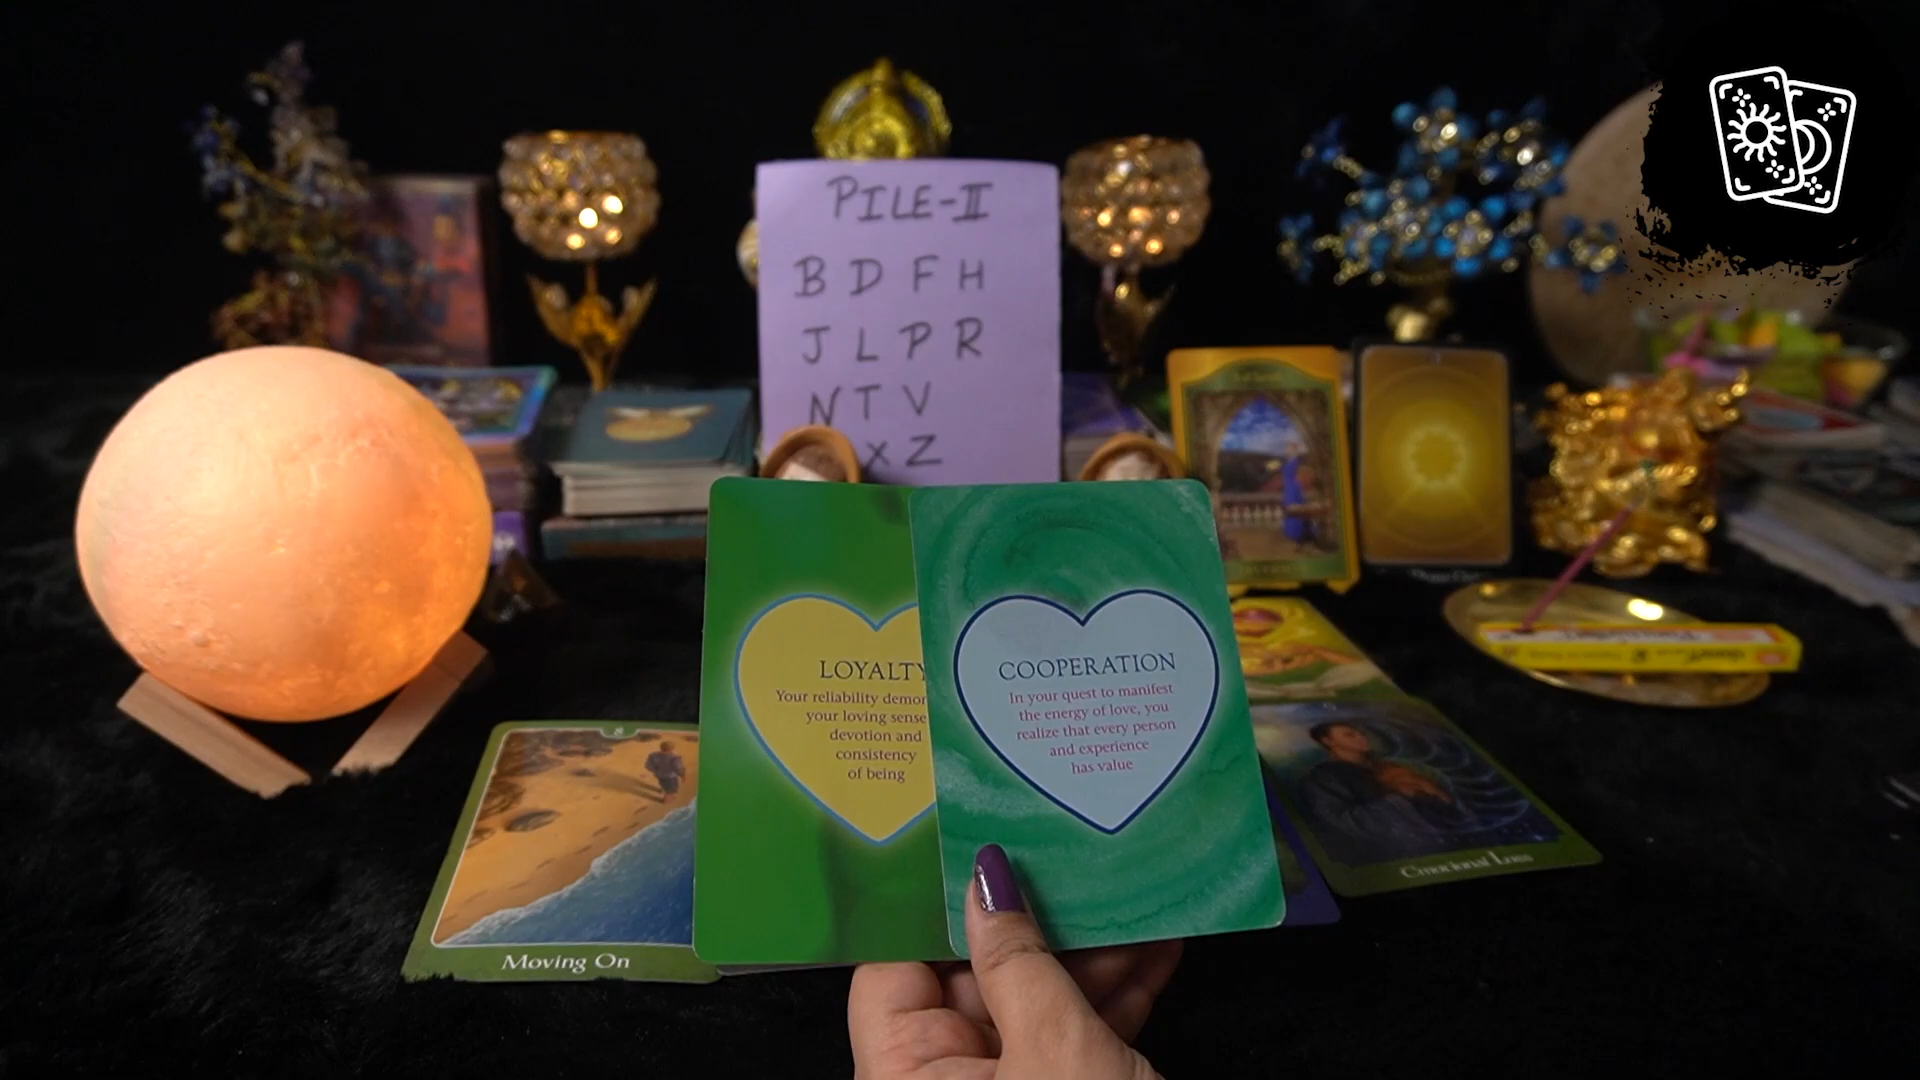 PILE-II
B D F H
J L P R
N T V
X Z
LOYALTY
Your reliability demon
your loving sense
devotion and
consistency
of being
COOPERATION
In your quest to manifest
the energy of love, you
realize that every person
and experience
has value
8
Moving On
Emotional Loss